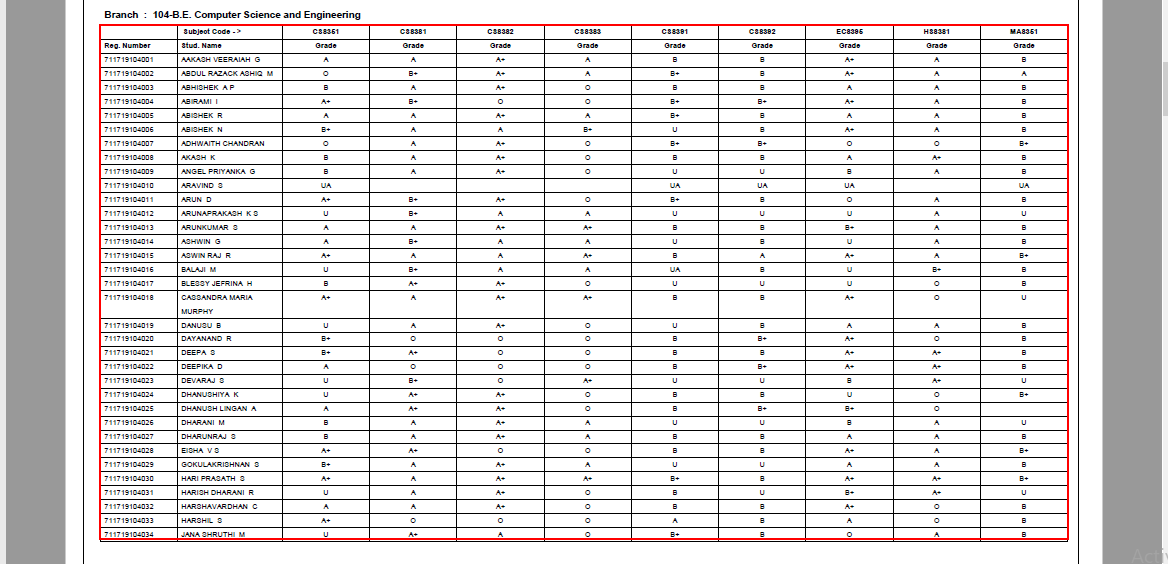 Branch : 104-B.E. Computer Science and Engineering
Subject Code -> CS8351 CS8381 CS8382 CS8383 CS8391 CS8392 EC8395 HS8381 MA8351
Reg. Number Stud. Name Grade Grade Grade Grade Grade Grade Grade Grade Grade
711719104001 AAKASH VEERAIAH G A A A+ A B B A+ A B
711719104002 ABDUL RAZACK ASHIQ M O B+ A+ A B+ B A+ A A
711719104003 ABHISHEK A P B A A+ O B B A A B
711719104004 ABIRAMI I A+ B+ O O B+ B+ A+ A B
711719104005 ABISHEK R A A A+ A B+ B A A B
711719104006 ABISHEK N B+ A A B+ U B A+ A B
711719104007 ADHWAITH CHANDRAN O A A+ O B+ B+ O O B+
711719104008 AKASH K B A A+ O B B A A+ B
711719104009 ANGEL PRIYANKA G B A A+ O U U B A B
711719104010 ARAVIND S UA UA UA UA UA
711719104011 ARUN D A+ B+ A+ O B+ B O A B
711719104012 ARUNAPRAKASH K S U B+ A A U U U A U
711719104013 ARUNKUMAR S A A A+ A+ B B B+ A B
711719104014 ASHWIN G A B+ A A U B U A B
711719104015 ASWIN RAJ R A+ A A A+ B A A+ A B+
711719104016 BALAJI M U B+ A A UA B U B+ B
711719104017 BLESSY JEFRINA H B A+ A+ O U U U O B
711719104018 CASSANDRA MARIA A+ A A+ A+ B B A+ O U
MURPHY
711719104019 DANUSU B U A A+ O U B A A B
711719104020 DAYANAND R B+ O O O B B+ A+ O B
711719104021 DEEPA S B+ A+ O O B B A+ A+ B
711719104022 DEEPIKA D A O O O B B+ A+ A+ B
711719104023 DEVARAJ S U B+ O A+ U U B A+ U
711719104024 DHANUSHIYA K U A+ A+ O B B U O B+
711719104025 DHANUSH LINGAN A A A+ A+ O B B+ B+ O
711719104026 DHARANI M B A A+ A U U B A U
711719104027 DHARUNRAJ S B A A+ A B B A A B
711719104028 EISHA V S A+ A+ O O B B A+ A B+
711719104029 GOKULAKRISHNAN S B+ A A+ A U U A A B
711719104030 HARI PRASATH S A+ A A+ A+ B+ B A+ A+ B+
711719104031 HARISH DHARANI R U A A+ O B U B+ A+ U
711719104032 HARSHAVARDHAN C A A A+ O B B A+ O B
711719104033 HARSHIL S A+ O O O A B A O B
711719104034 JANA SHRUTHI M U A+ A O B+ B O A B